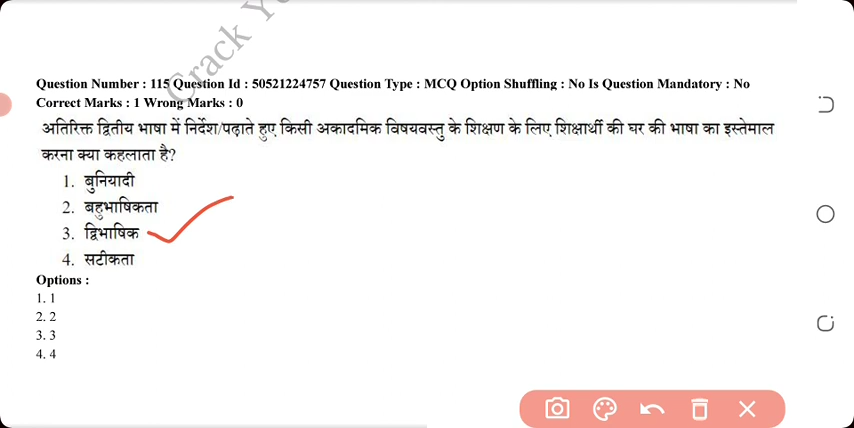 Crack Y
Question Number : 115 Question Id : 50521224757 Question Type : MCQ Option Shuffling : No Is Question Mandatory : No
Correct Marks : 1 Wrong Marks : 0
अतिरिक्त द्वितीय भाषा में निर्देश/पढ़ाते हुए किसी अकादमिक विषयवस्तु के शिक्षण के लिए शिक्षार्थी की घर की भाषा का इस्तेमाल
करना क्या कहलाता है?
1. बुनियादी
2. बहुभाषिकता
3. द्विभाषिक
4. सटीकता
Options :
1. 1
2. 2
3. 3
4. 4